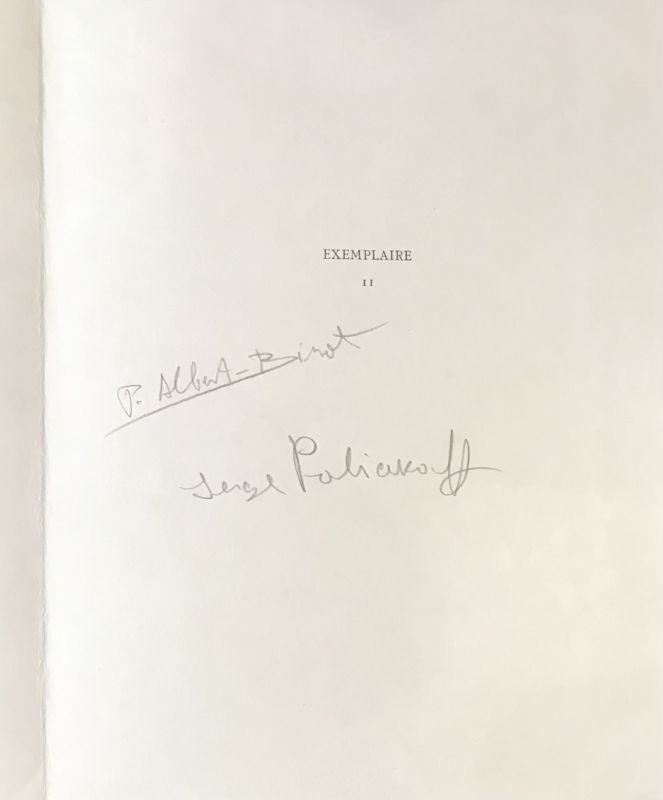 EXEMPLAIRE
II
P. Albert-Birot
Serge Poliakoff